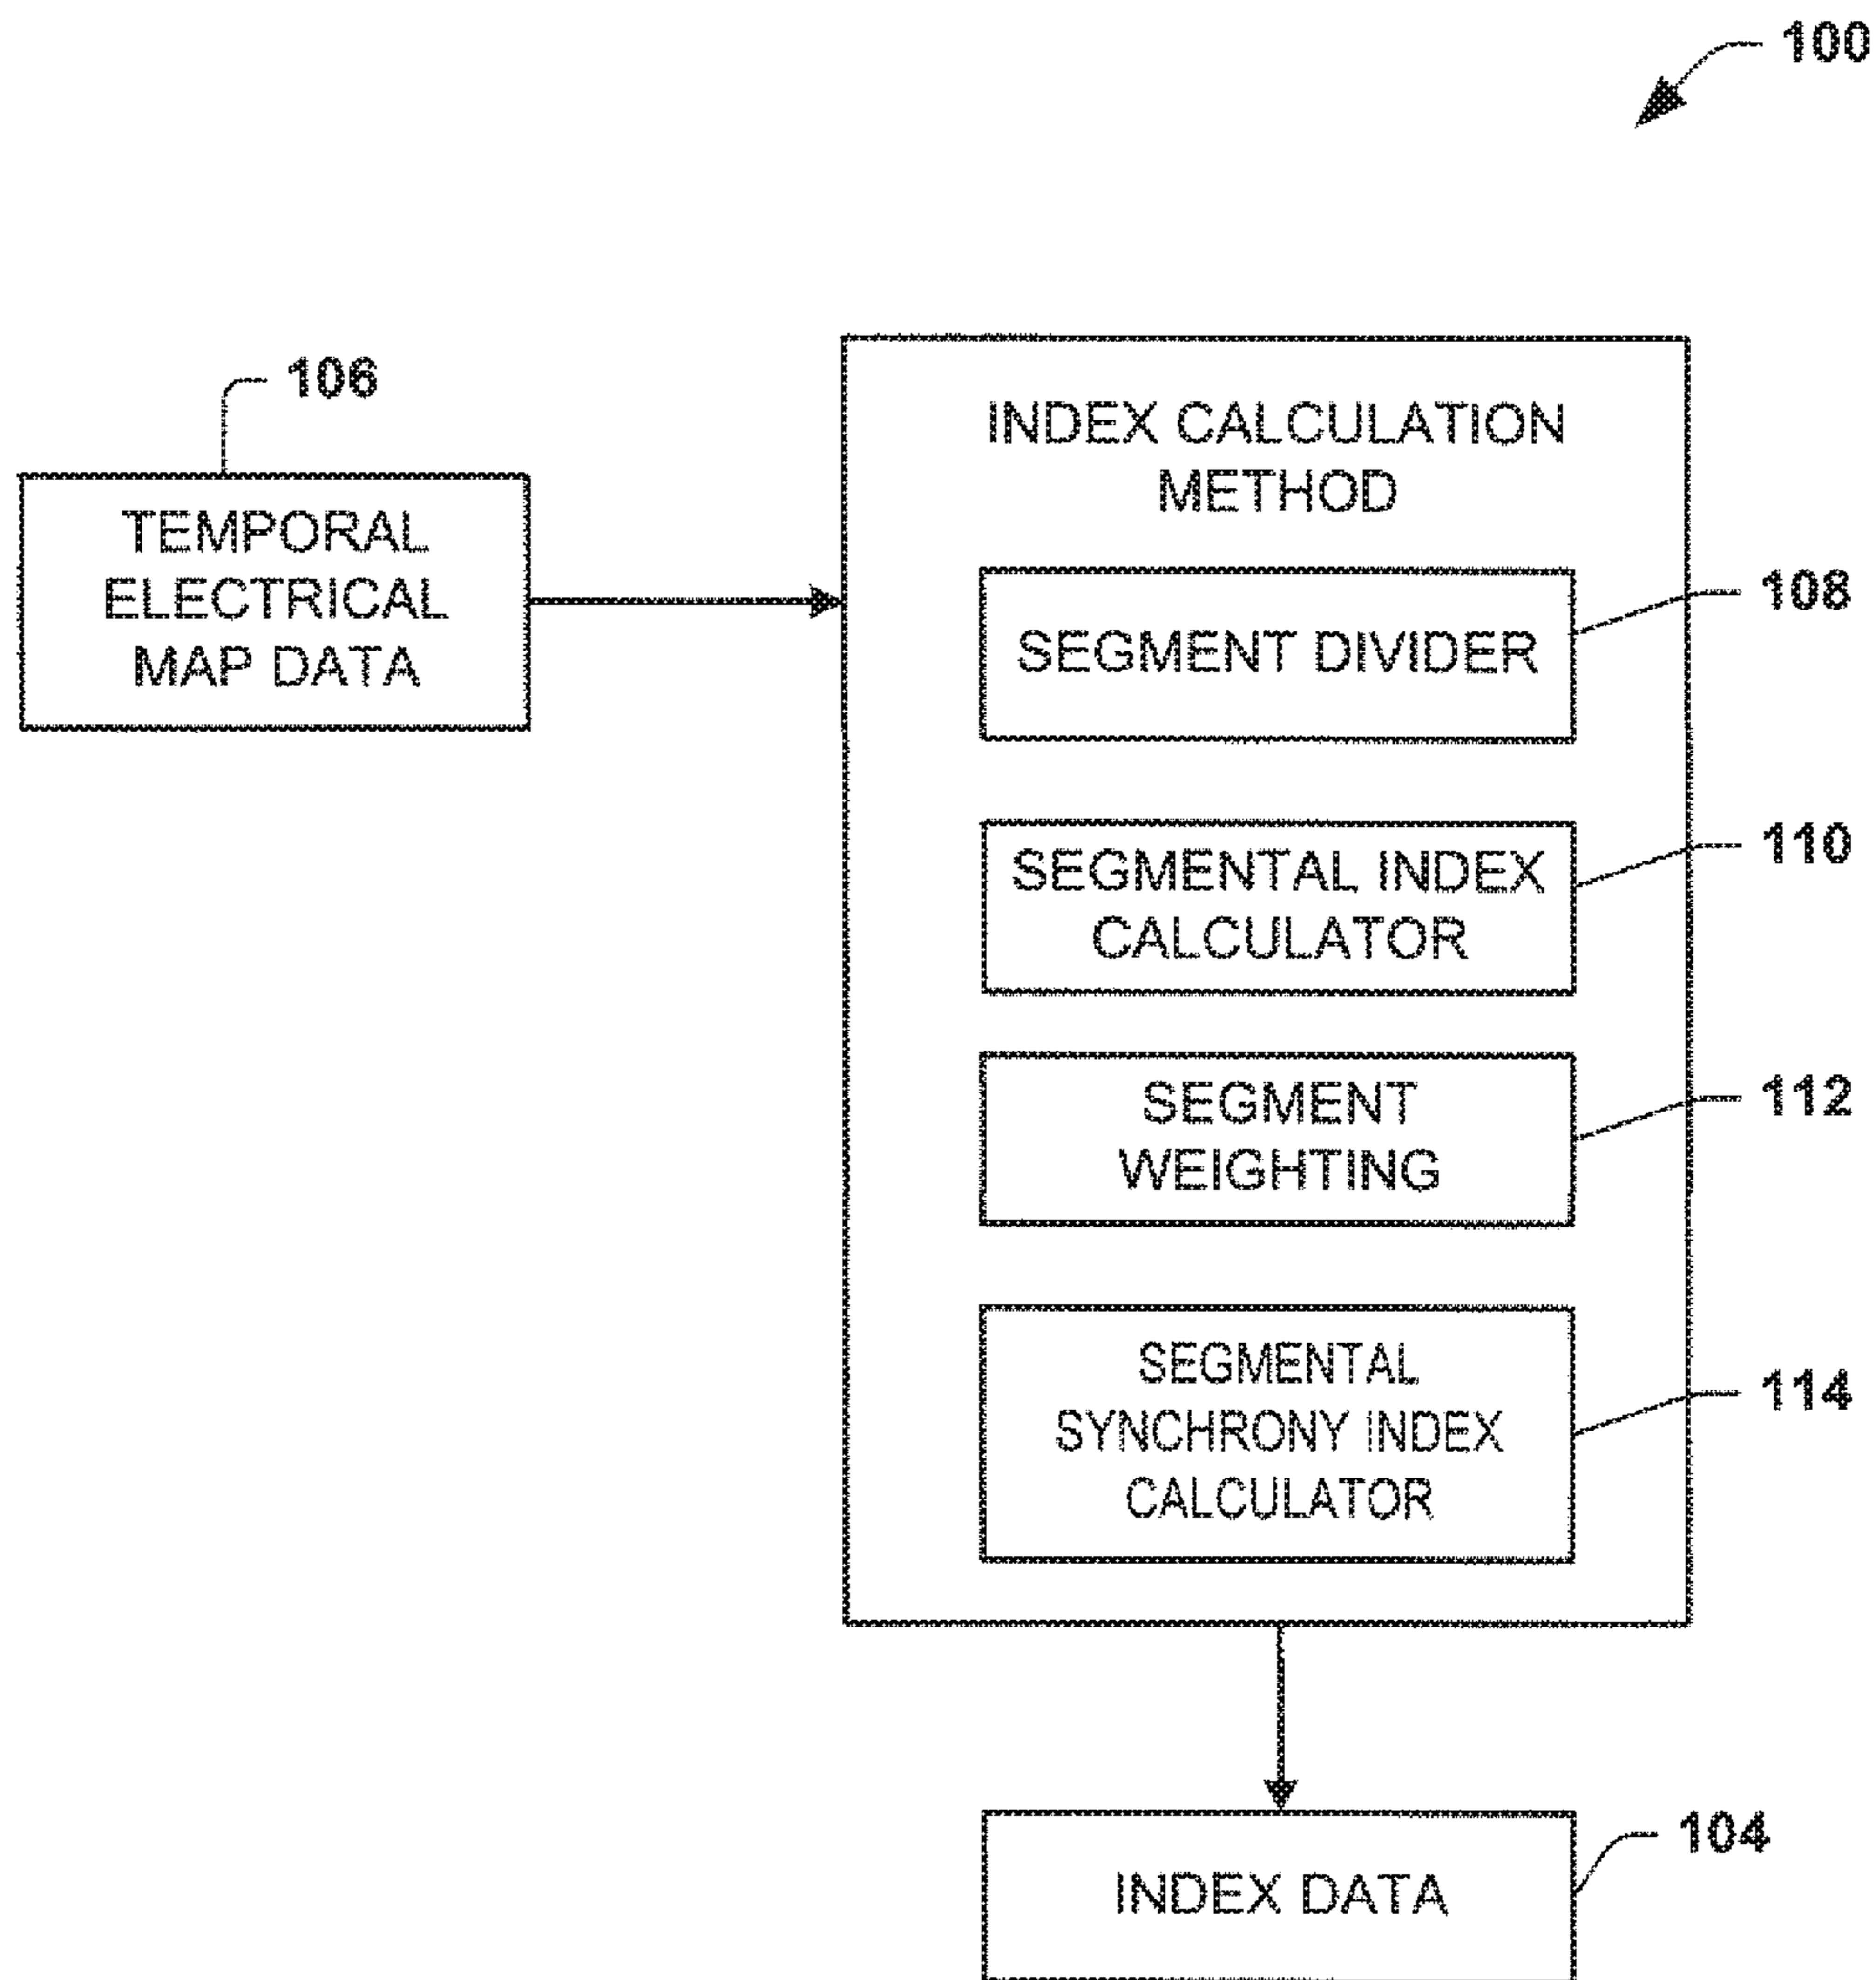 100
106
TEMPORAL
ELECTRICAL
MAP DATA
INDEX CALCULATION
METHOD
SEGMENT DIVIDER
108
SEGMENTAL INDEX
CALCULATOR
110
SEGMENT
WEIGHTING
112
SEGMENTAL
SYNCHRONY INDEX
CALCULATOR
114
INDEX DATA
104